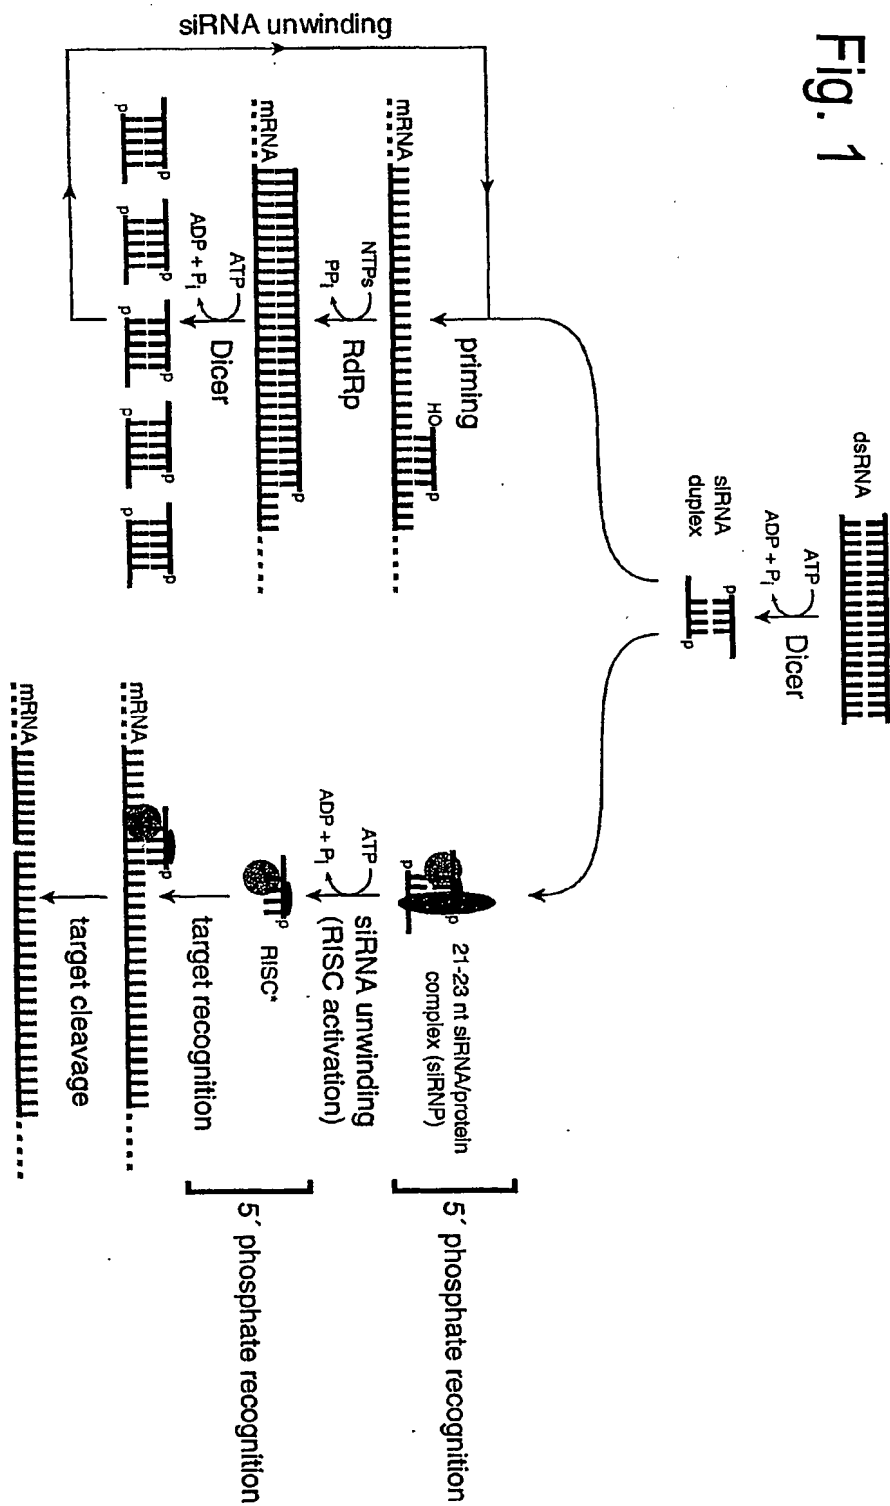 Fig. 1
dsRNA
ATP
ADP + Pi
Dicer
siRNA
duplex
p
p
priming
mRNA
HO
p
NTPs
PPi
RdRp
mRNA
p
ATP
ADP + Pi
Dicer
p
p
p
p
p
p
p
p
p
p
siRNA unwinding
p
p
21-23 nt siRNA/protein
complex (siRNP)
5´ phosphate recognition
ATP
ADP + Pi
siRNA unwinding
(RISC activation)
p
RISC*
5´ phosphate recognition
target recognition
mRNA
p
target cleavage
mRNA